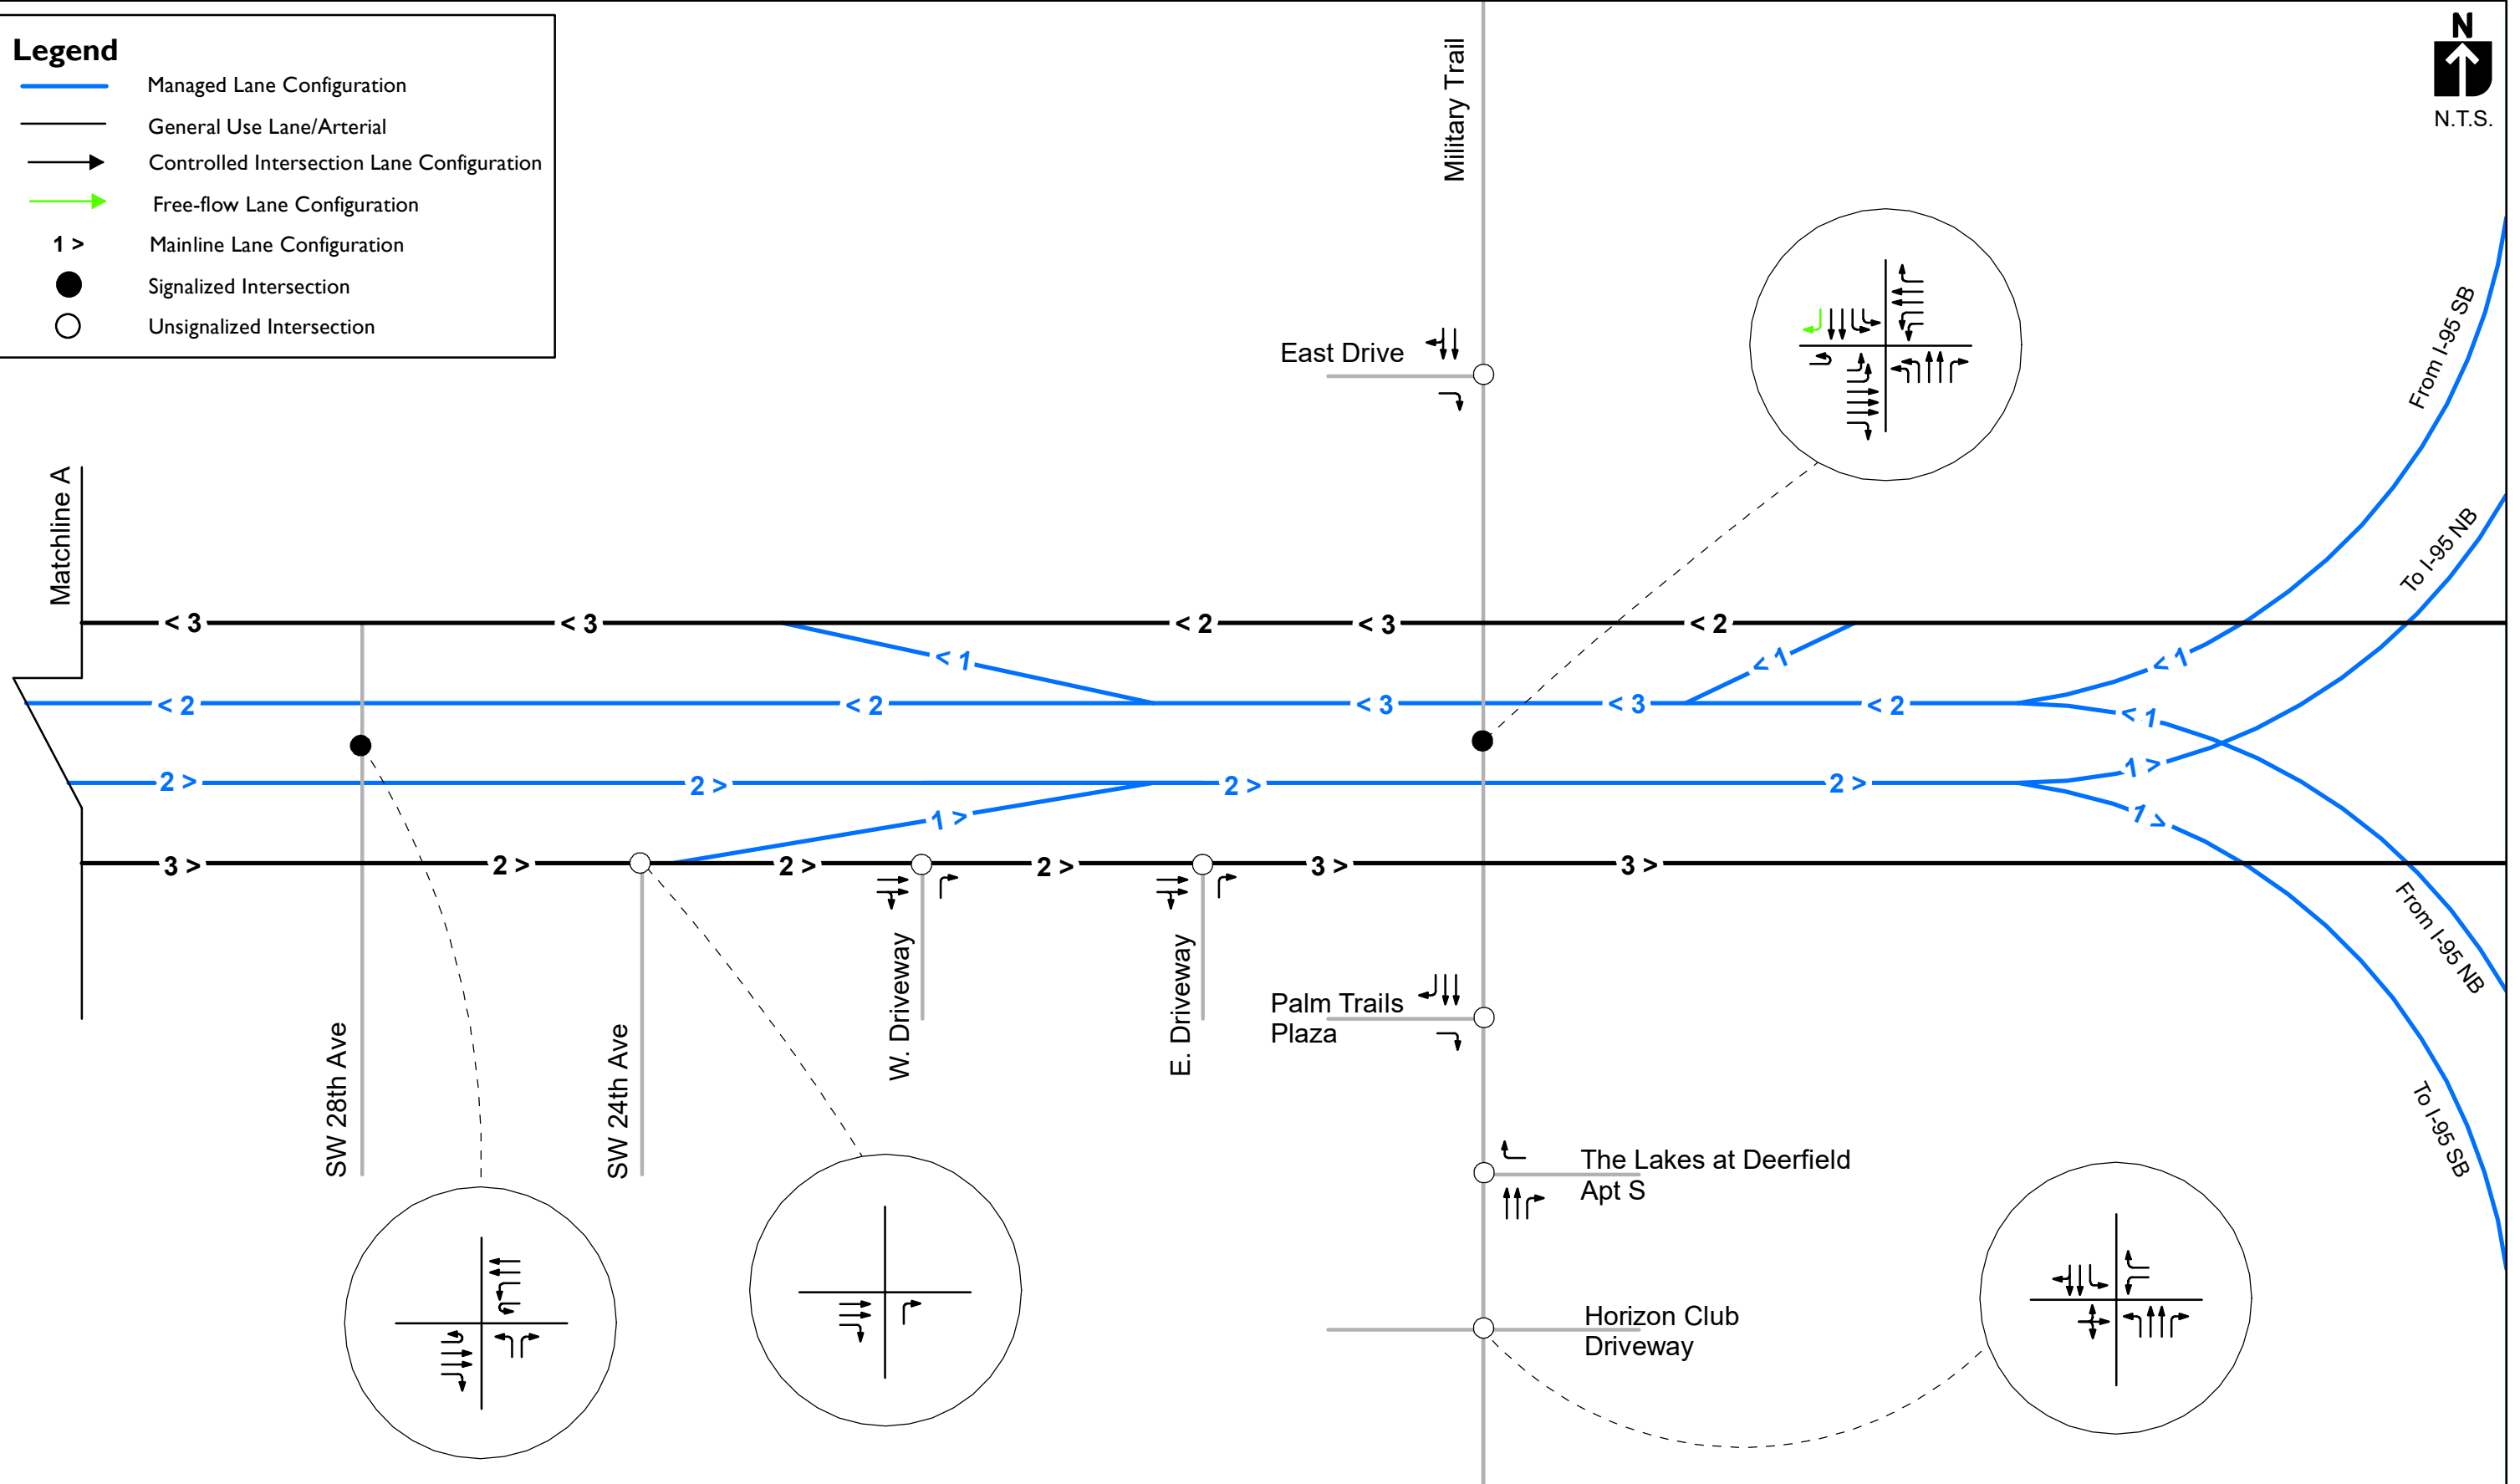 Legend
Managed Lane Configuration
General Use Lane/Arterial
Controlled Intersection Lane Configuration
Free-flow Lane Configuration
1 > Mainline Lane Configuration
Signalized Intersection
Unsignalized Intersection
N
N.T.S.
Military Trail
East Drive
From I-95 SB
To I-95 NB
Matchline A
< 3
< 3
< 2
< 3
< 2
< 1
< 1
< 1
< 2
< 2
< 3
< 3
< 2
< 1
2 >
2 >
2 >
2 >
1 >
1 >
1 >
3 >
2 >
2 >
2 >
3 >
3 >
From I-95 NB
To I-95 SB
SW 28th Ave
SW 24th Ave
W. Driveway
E. Driveway
Palm Trails
Plaza
The Lakes at Deerfield
Apt S
Horizon Club
Driveway